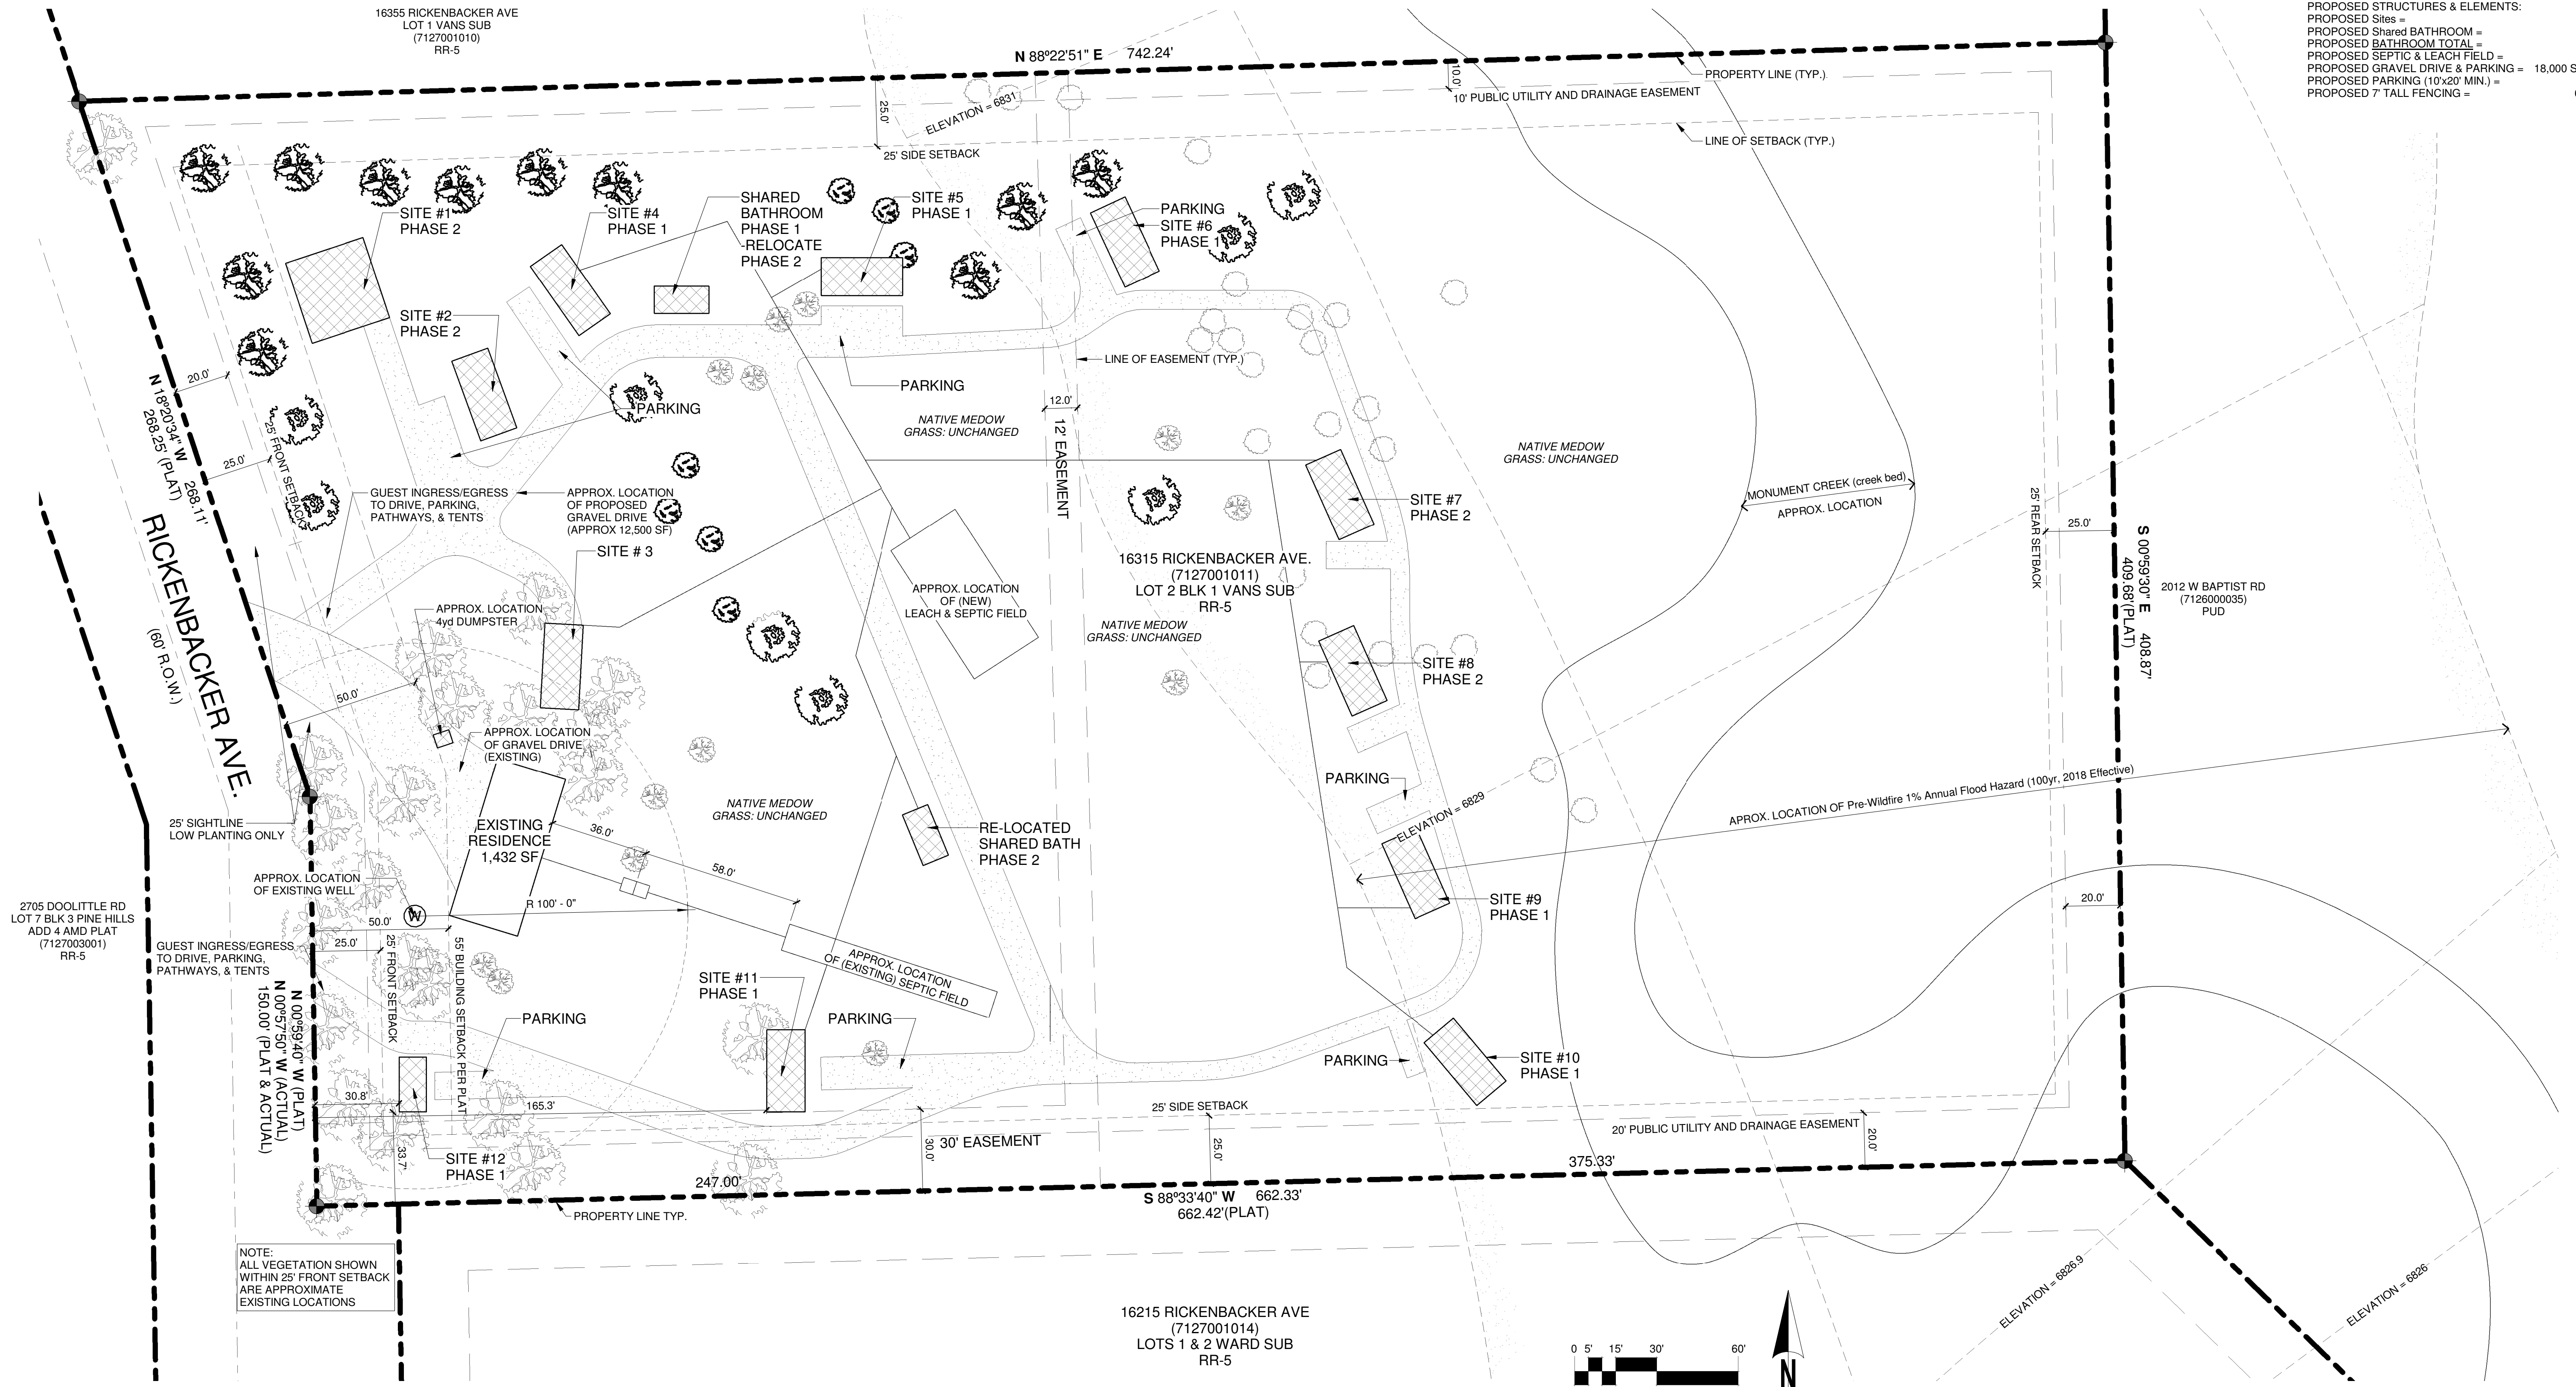 16355 RICKENBACKER AVE
LOT 1 VANS SUB
(7127001010)
RR-5
N 88º22'51" E 742.24'
PROPOSED STRUCTURES & ELEMENTS:
PROPOSED Sites =
PROPOSED Shared BATHROOM =
PROPOSED BATHROOM TOTAL =
PROPOSED SEPTIC & LEACH FIELD =
PROPOSED GRAVEL DRIVE & PARKING = 18,000 S
PROPOSED PARKING (10'x20' MIN.) =
PROPOSED 7' TALL FENCING =
PROPERTY LINE (TYP.)
10.0'
10' PUBLIC UTILITY AND DRAINAGE EASEMENT
LINE OF SETBACK (TYP.)
25.0'
25' SIDE SETBACK
ELEVATION = 6831
SITE #1
PHASE 2
SITE #4
PHASE 1
SHARED
BATHROOM
PHASE 1
-RELOCATE
PHASE 2
SITE #5
PHASE 1
PARKING
SITE #6
PHASE 1
SITE #2
PHASE 2
PARKING
PARKING
LINE OF EASEMENT (TYP.)
12.0'
12' EASEMENT
NATIVE MEDOW
GRASS: UNCHANGED
NATIVE MEDOW
GRASS: UNCHANGED
MONUMENT CREEK (creek bed)
APPROX. LOCATION
N 18º20'34" W 268.11'
268.25' (PLAT)
20.0'
25.0'
25' FRONT SETBACK
RICKENBACKER AVE.
(60' R.O.W.)
GUEST INGRESS/EGRESS
TO DRIVE, PARKING,
PATHWAYS, & TENTS
APPROX. LOCATION
OF PROPOSED
GRAVEL DRIVE
(APPROX 12,500 SF)
SITE # 3
SITE #7
PHASE 2
25' REAR SETBACK
25.0'
S 00º59'30" E 408.87'
409.68'(PLAT)
2012 W BAPTIST RD
(7126000035)
PUD
16315 RICKENBACKER AVE.
(7127001011)
LOT 2 BLK 1 VANS SUB
RR-5
APPROX. LOCATION
OF (NEW)
LEACH & SEPTIC FIELD
NATIVE MEDOW
GRASS: UNCHANGED
APPROX. LOCATION
4yd DUMPSTER
50.0'
SITE #8
PHASE 2
APPROX. LOCATION
OF GRAVEL DRIVE
(EXISTING)
PARKING
ELEVATION = 6829
APROX. LOCATION OF Pre-Wildfire 1% Annual Flood Hazard (100yr, 2018 Effective)
NATIVE MEDOW
GRASS: UNCHANGED
25' SIGHTLINE
LOW PLANTING ONLY
EXISTING
RESIDENCE
1,432 SF
36.0'
58.0'
RE-LOCATED
SHARED BATH
PHASE 2
APPROX. LOCATION
OF EXISTING WELL
W
R 100' - 0"
50.0'
25.0'
SITE #9
PHASE 1
20.0'
2705 DOOLITTLE RD
LOT 7 BLK 3 PINE HILLS
ADD 4 AMD PLAT
(7127003001)
RR-5
GUEST INGRESS/EGRESS
TO DRIVE, PARKING,
PATHWAYS, & TENTS
25' FRONT SETBACK
55' BUILDING SETBACK PER PLAT
APPROX. LOCATION
OF (EXISTING) SEPTIC FIELD
SITE #11
PHASE 1
PARKING
PARKING
N 00º59'40" W (PLAT)
N 00º57'50" W (ACTUAL)
150.00' (PLAT & ACTUAL)
PARKING
SITE #10
PHASE 1
30.8'
165.3'
33.7'
SITE #12
PHASE 1
25' SIDE SETBACK
30.0'
30' EASEMENT
25.0'
20' PUBLIC UTILITY AND DRAINAGE EASEMENT
20.0'
247.00'
375.33'
S 88º33'40" W 662.33'
662.42'(PLAT)
PROPERTY LINE TYP.
NOTE:
ALL VEGETATION SHOWN
WITHIN 25' FRONT SETBACK
ARE APPROXIMATE
EXISTING LOCATIONS
ELEVATION = 6826.9
ELEVATION = 6826
16215 RICKENBACKER AVE
(7127001014)
LOTS 1 & 2 WARD SUB
RR-5
0 5' 15' 30' 60'
N